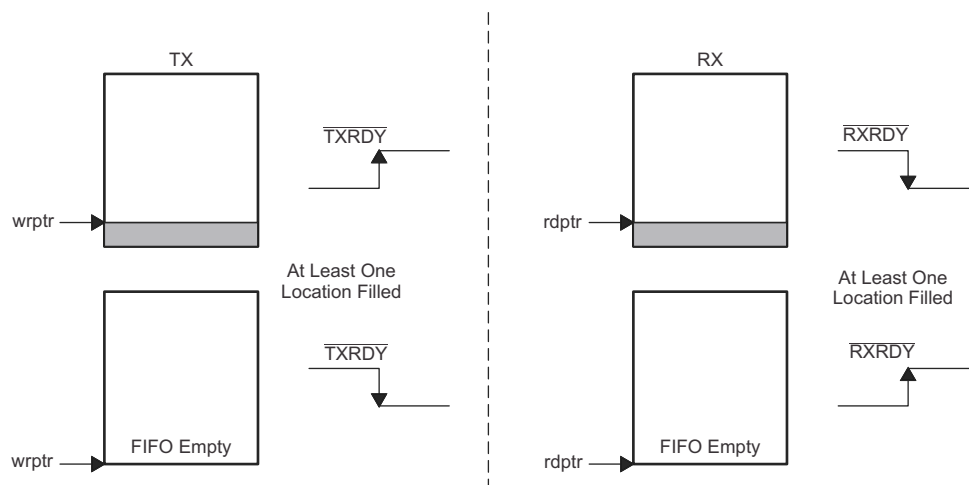 TX
RX
TXRDY
RXRDY
wrptr
rdptr
At Least One
Location Filled
At Least One
Location Filled
TXRDY
RXRDY
FIFO Empty
FIFO Empty
wrptr
rdptr